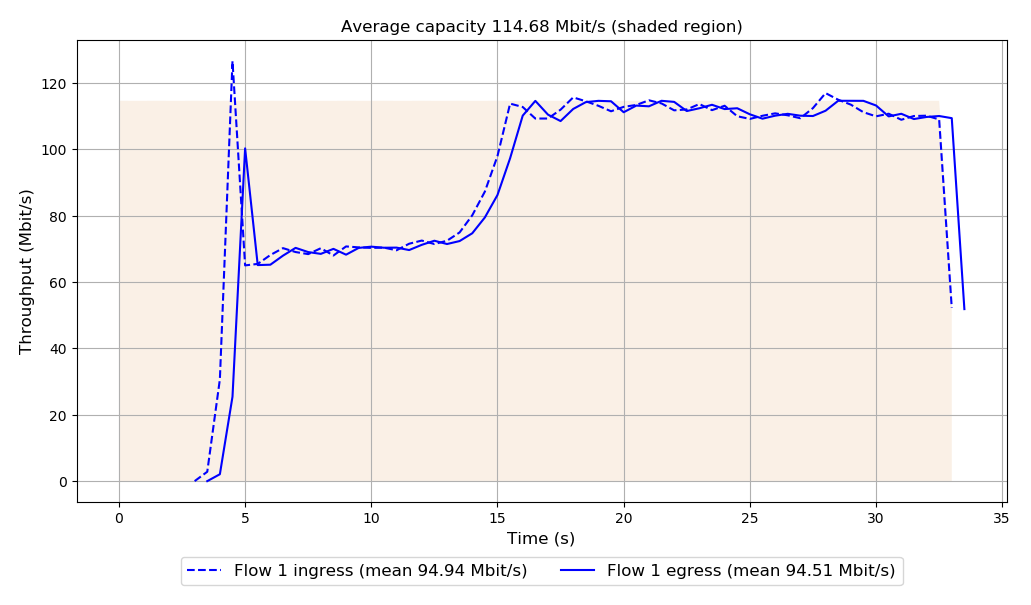 Average capacity 114.68 Mbit/s (shaded region)
120
100
80
60
40
20
0
Throughput (Mbit/s)
0 5 10 15 20 25 30 35
Time (s)
Flow 1 ingress (mean 94.94 Mbit/s) Flow 1 egress (mean 94.51 Mbit/s)